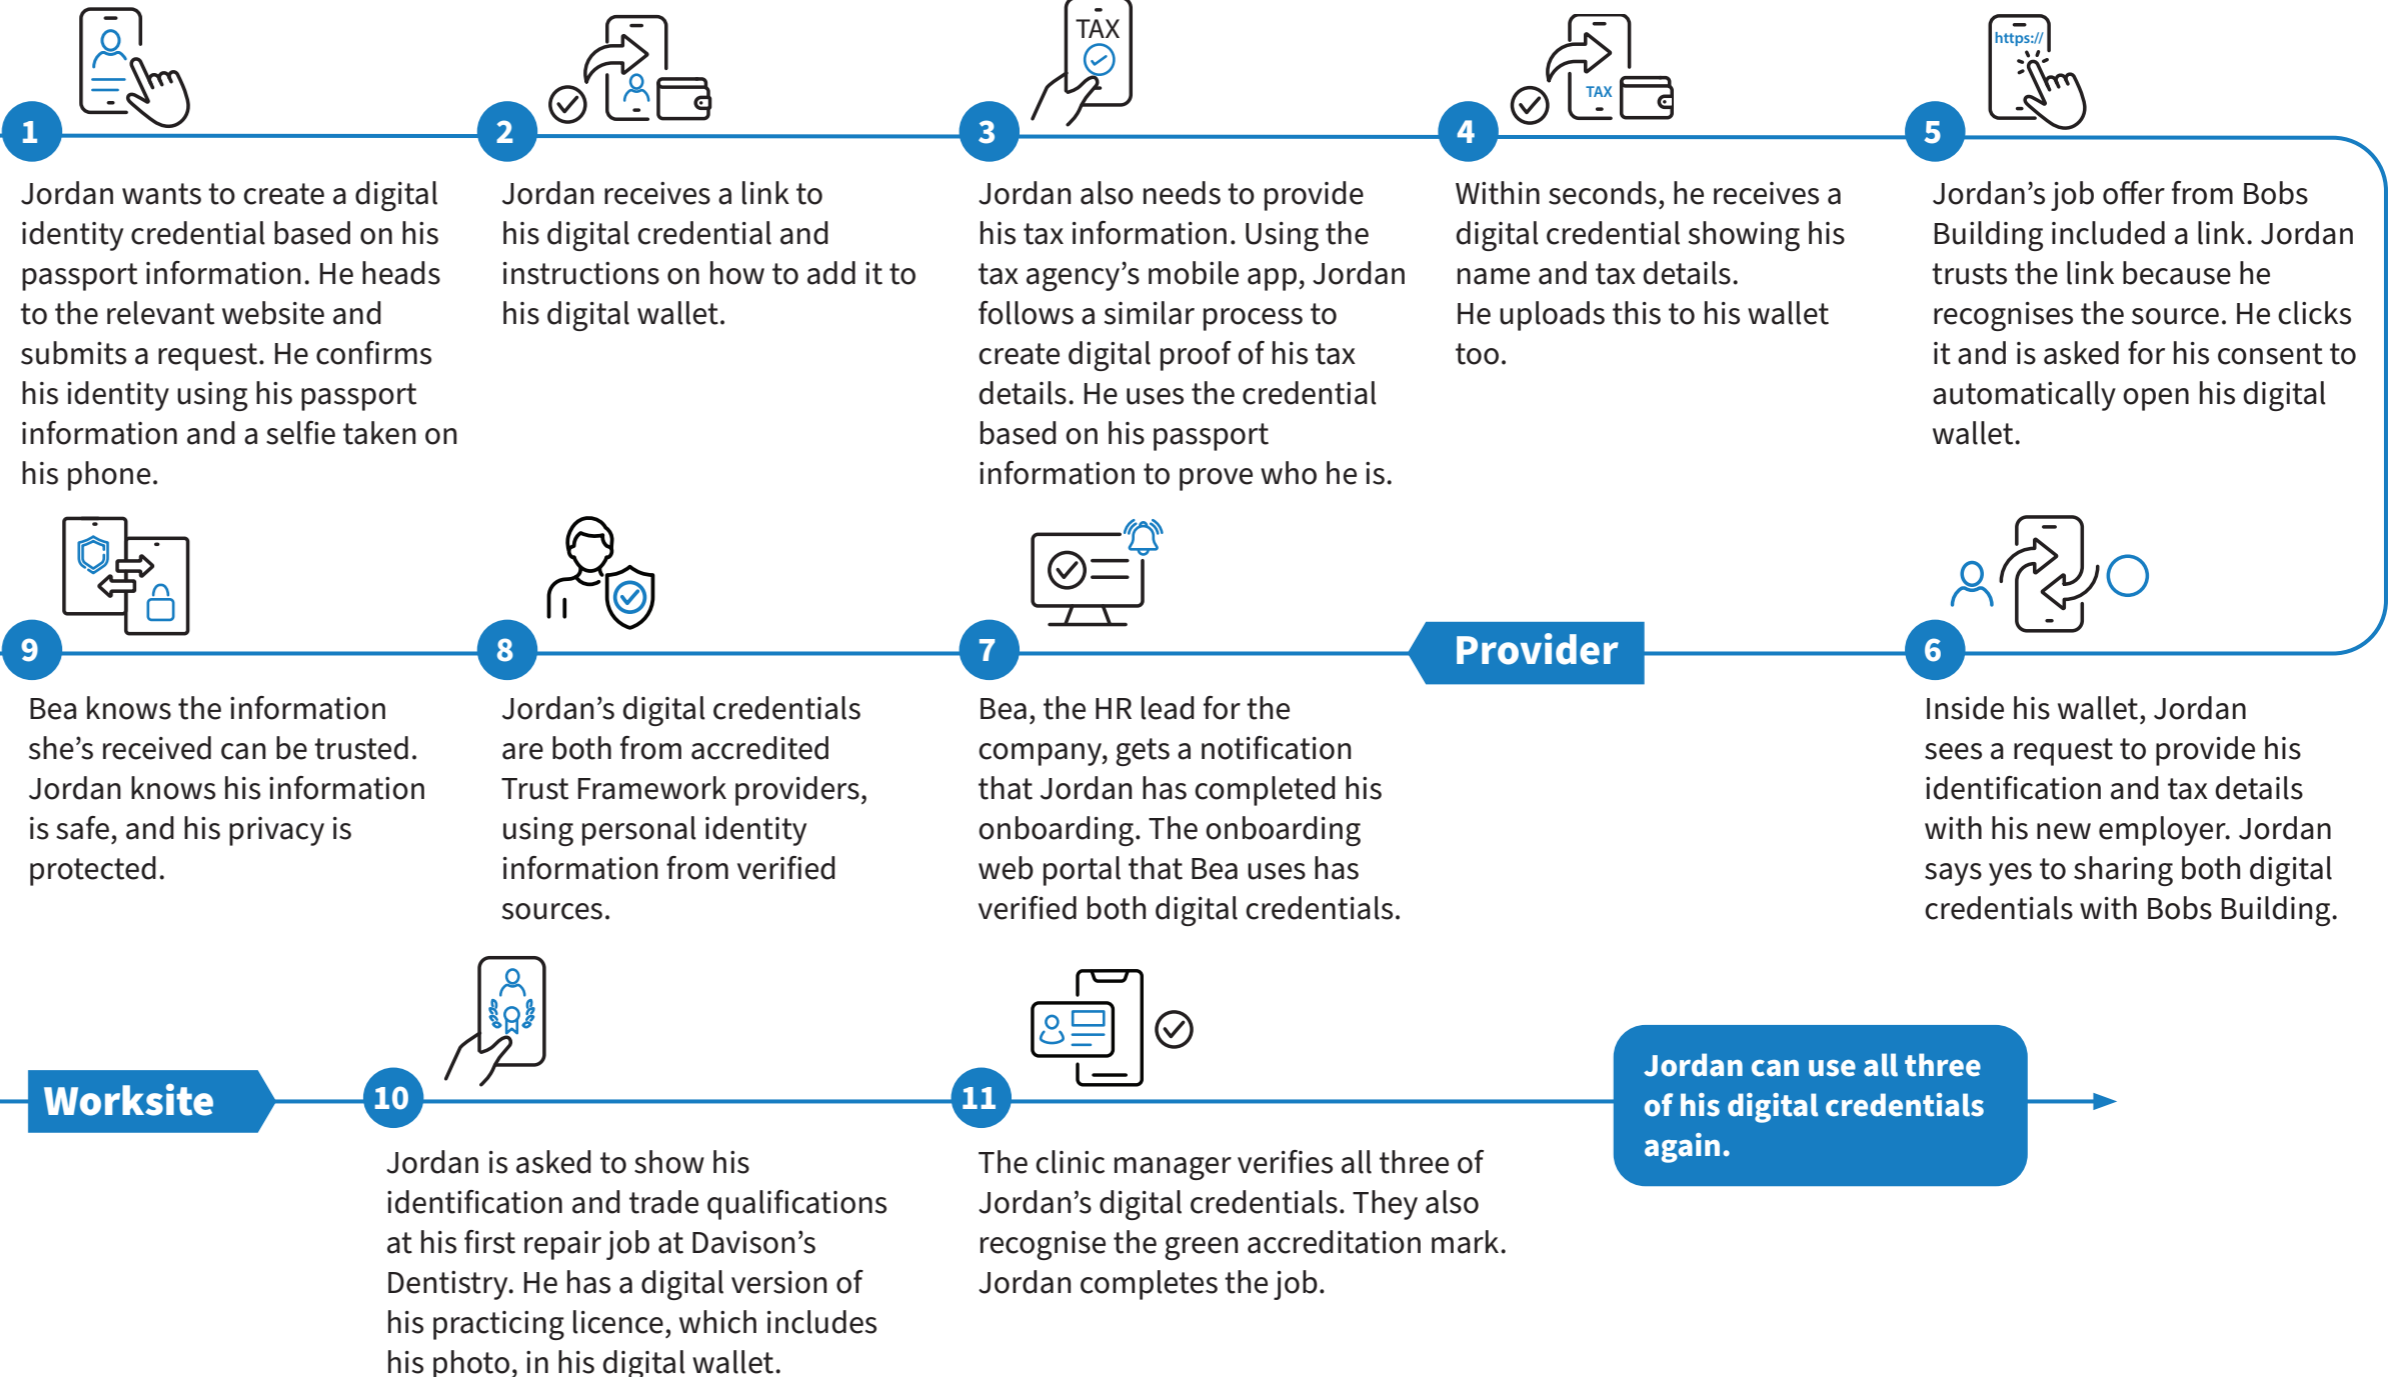 1
Jordan wants to create a digital
identity credential based on his
passport information. He heads
to the relevant website and
submits a request. He confirms
his identity using his passport
information and a selfie taken on
his phone.
2
Jordan receives a link to
his digital credential and
instructions on how to add it to
his digital wallet.
TAX
3
Jordan also needs to provide
his tax information. Using the
tax agency’s mobile app, Jordan
follows a similar process to
create digital proof of his tax
details. He uses the credential
based on his passport
information to prove who he is.
TAX
4
Within seconds, he receives a
digital credential showing his
name and tax details.
He uploads this to his wallet
too.
https://
5
Jordan’s job offer from Bobs
Building included a link. Jordan
trusts the link because he
recognises the source. He clicks
it and is asked for his consent to
automatically open his digital
wallet.
6
Inside his wallet, Jordan
sees a request to provide his
identification and tax details
with his new employer. Jordan
says yes to sharing both digital
credentials with Bobs Building.
Provider
7
Bea, the HR lead for the
company, gets a notification
that Jordan has completed his
onboarding. The onboarding
web portal that Bea uses has
verified both digital credentials.
8
Jordan’s digital credentials
are both from accredited
Trust Framework providers,
using personal identity
information from verified
sources.
9
Bea knows the information
she’s received can be trusted.
Jordan knows his information
is safe, and his privacy is
protected.
Worksite
10
Jordan is asked to show his
identification and trade qualifications
at his first repair job at Davison’s
Dentistry. He has a digital version of
his practicing licence, which includes
his photo, in his digital wallet.
11
The clinic manager verifies all three of
Jordan’s digital credentials. They also
recognise the green accreditation mark.
Jordan completes the job.
Jordan can use all three
of his digital credentials
again.